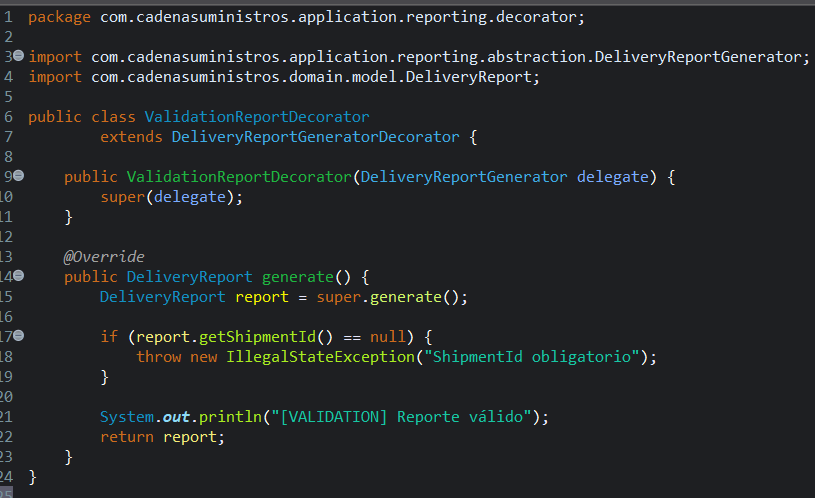 1 package com.cadenasuministros.application.reporting.decorator;
2
3 import com.cadenasuministros.application.reporting.abstraction.DeliveryReportGenerator;
4 import com.cadenasuministros.domain.model.DeliveryReport;
5
6 public class ValidationReportDecorator
7         extends DeliveryReportGeneratorDecorator {
8
9     public ValidationReportDecorator(DeliveryReportGenerator delegate) {
10         super(delegate);
11     }
12
13     @Override
14     public DeliveryReport generate() {
15         DeliveryReport report = super.generate();
16
17         if (report.getShipmentId() == null) {
18             throw new IllegalStateException("ShipmentId obligatorio");
19         }
20
21         System.out.println("[VALIDATION] Reporte válido");
22         return report;
23     }
24 }
25